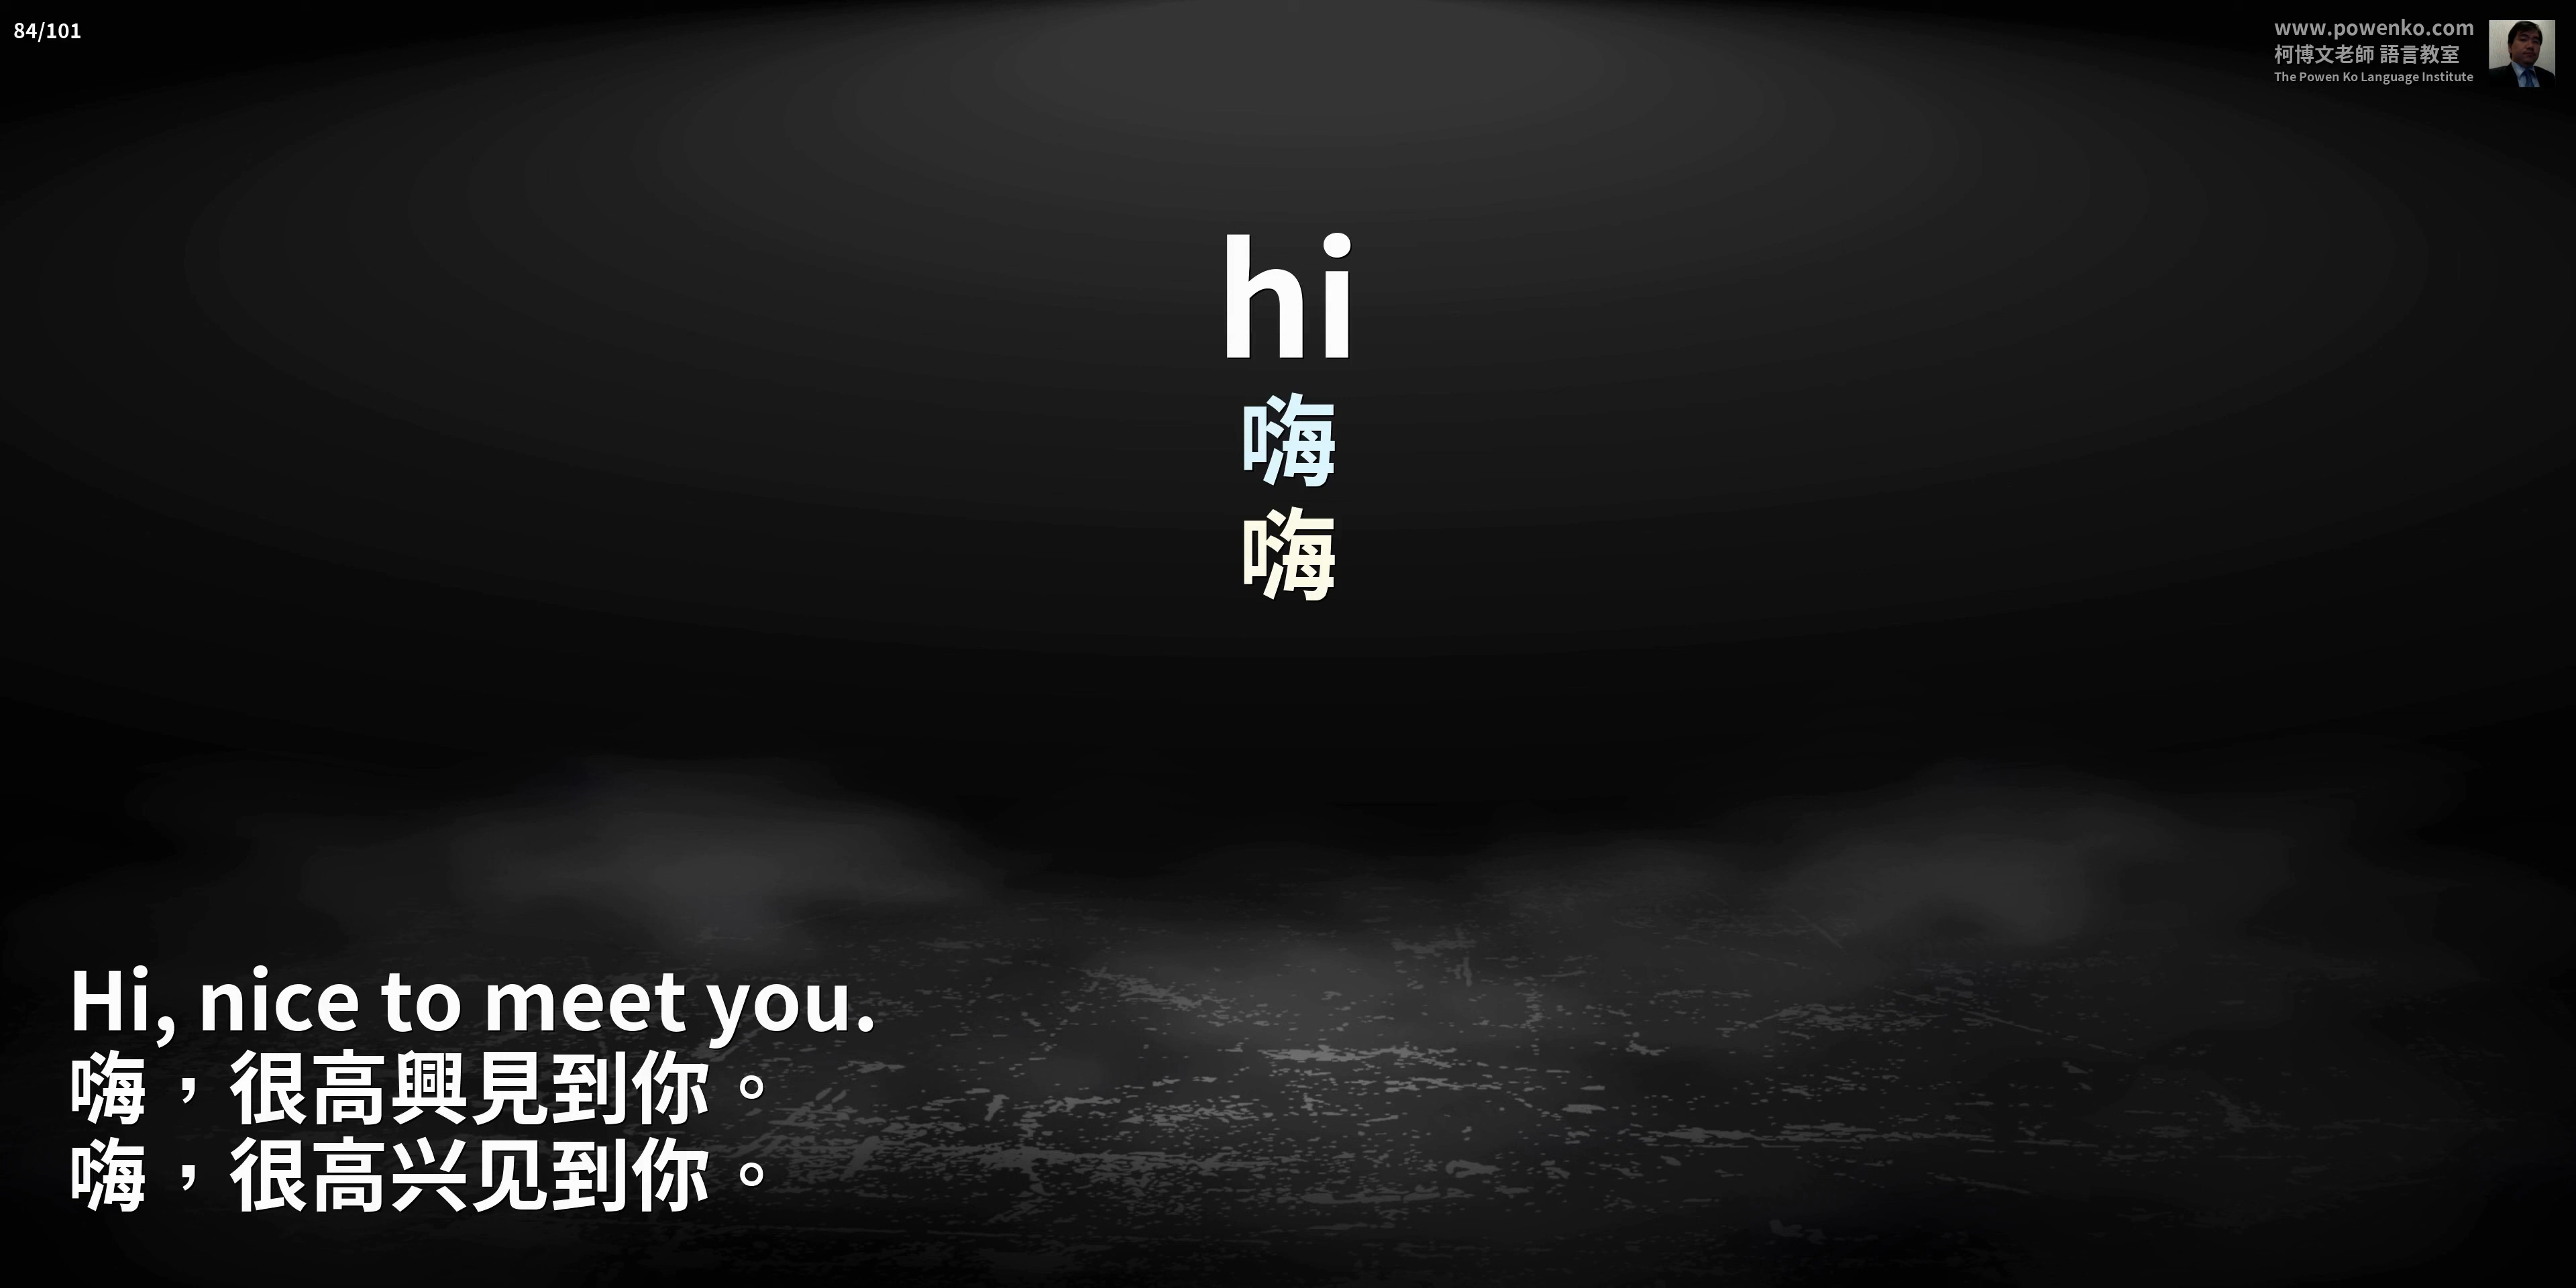 84/101
www.powenko.com
柯博文老師 語言教室
The Powen Ko Language Institute
hi
嗨
嗨
Hi, nice to meet you.
嗨，很高興見到你。
嗨，很高兴见到你。